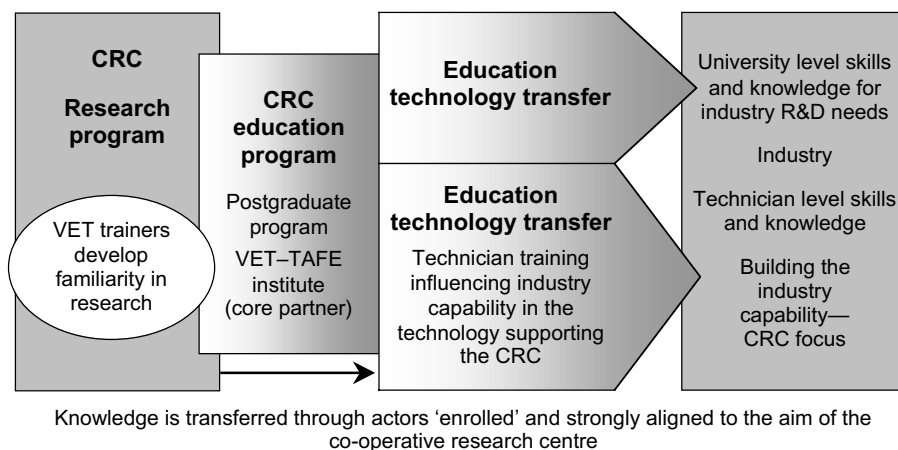 CRC
Research
program
VET trainers
develop
familiarity in
research
CRC
education
program
Postgraduate
program
VET–TAFE
institute
(core partner)
Education
technology transfer
Education
technology transfer
Technician training
influencing industry
capability in the
technology supporting
the CRC
University level skills
and knowledge for
industry R&D needs
Industry
Technician level skills
and knowledge
Building the
industry
capability—
CRC focus
Knowledge is transferred through actors ‘enrolled’ and strongly aligned to the aim of the
co-operative research centre